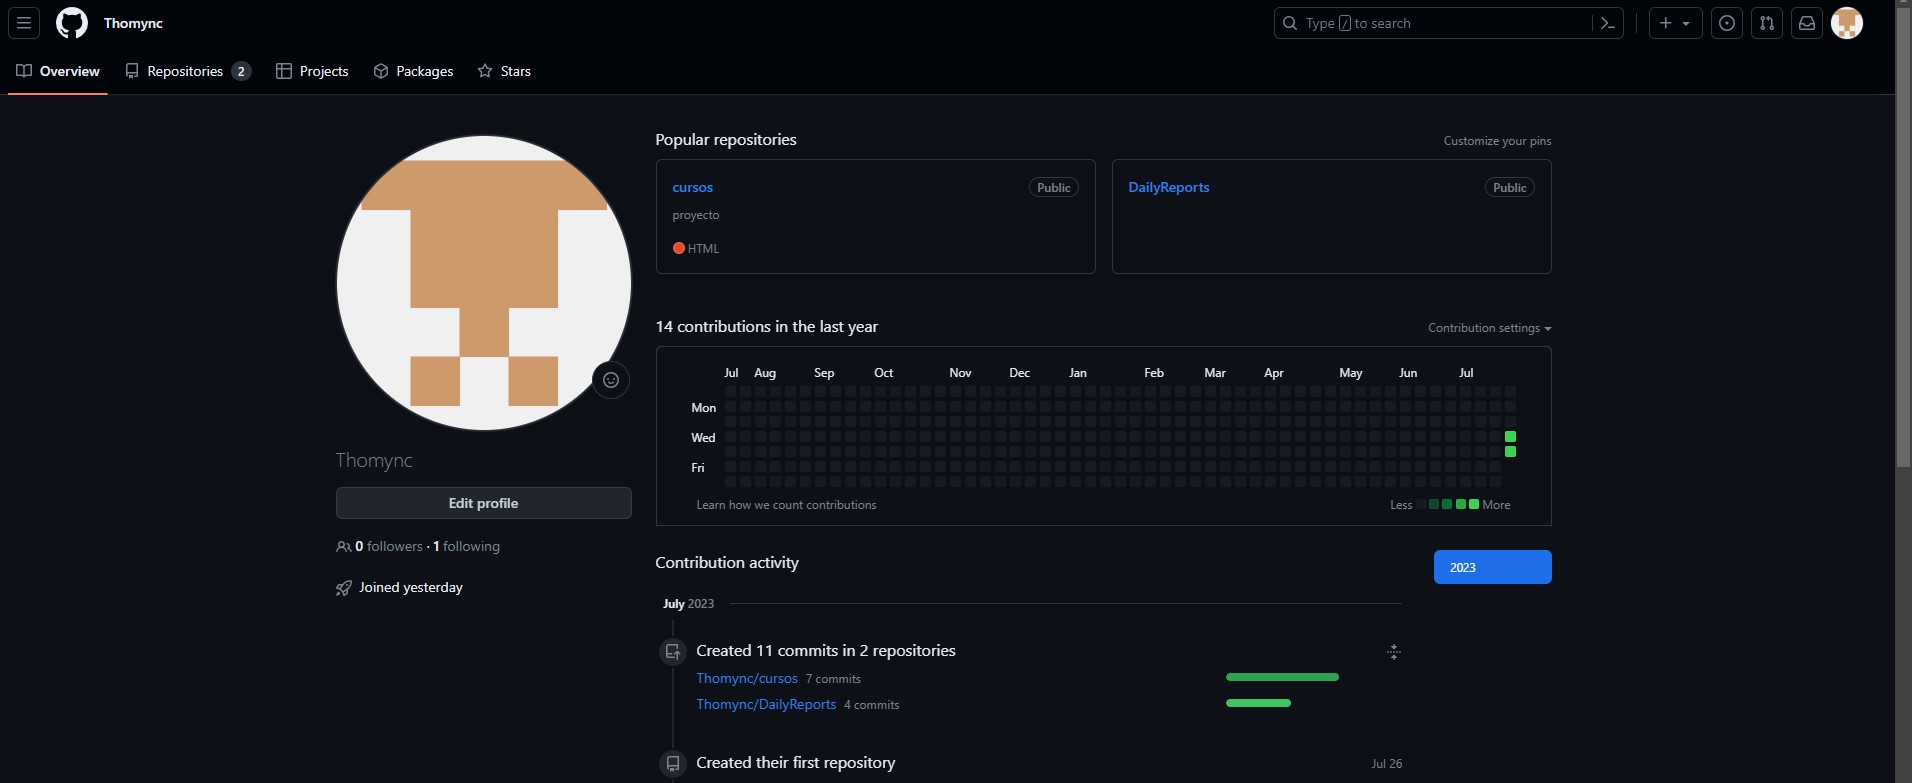 Thomync
Type / to search
Overview Repositories 2 Projects Packages Stars
Popular repositories
Customize your pins
cursos Public
proyecto
HTML
DailyReports Public
14 contributions in the last year
Contribution settings
Jul Aug Sep Oct Nov Dec Jan Feb Mar Apr May Jun Jul
Mon
Wed
Fri
Learn how we count contributions
Less More
Thomync
Edit profile
0 followers · 1 following
Joined yesterday
Contribution activity
2023
July 2023
Created 11 commits in 2 repositories
Thomync/cursos 7 commits
Thomync/DailyReports 4 commits
Created their first repository
Jul 26